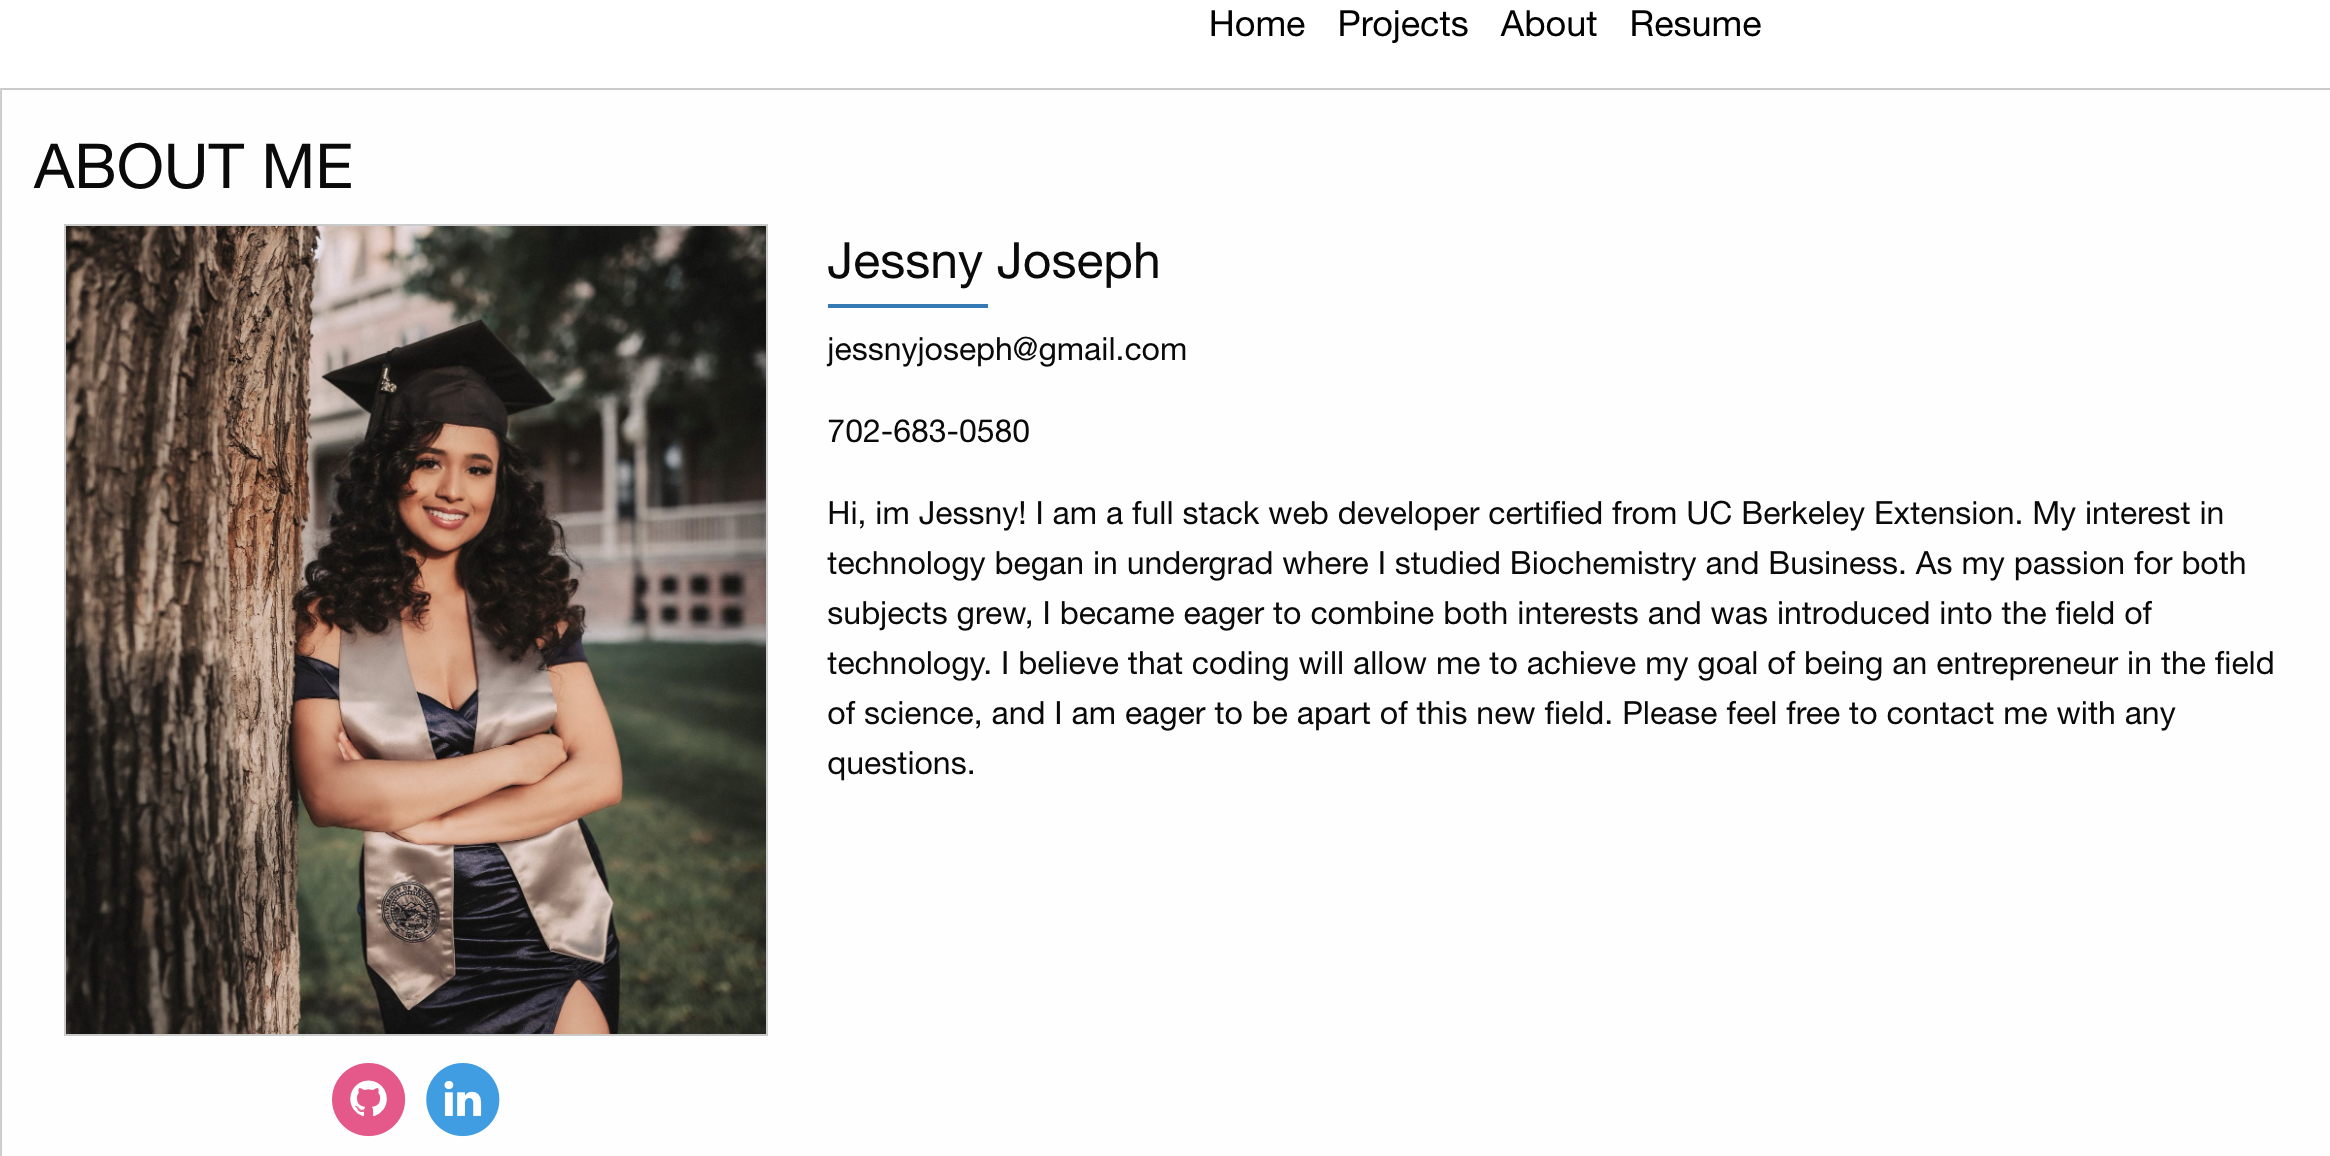 Home Projects About Resume
ABOUT ME
Jessny Joseph
jessnyjoseph@gmail.com
702-683-0580
Hi, im Jessny! I am a full stack web developer certified from UC Berkeley Extension. My interest in
technology began in undergrad where I studied Biochemistry and Business. As my passion for both
subjects grew, I became eager to combine both interests and was introduced into the field of
technology. I believe that coding will allow me to achieve my goal of being an entrepreneur in the field
of science, and I am eager to be apart of this new field. Please feel free to contact me with any
questions.
in